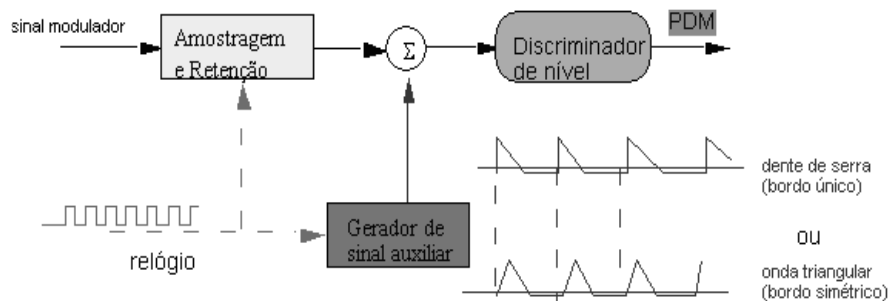 sinal modulador
Amostragem
e Retenção
Σ
Discriminador
de nível
PDM
dente de serra
(bordo único)
relógio
Gerador de
sinal auxiliar
ou
onda triangular
(bordo simétrico)